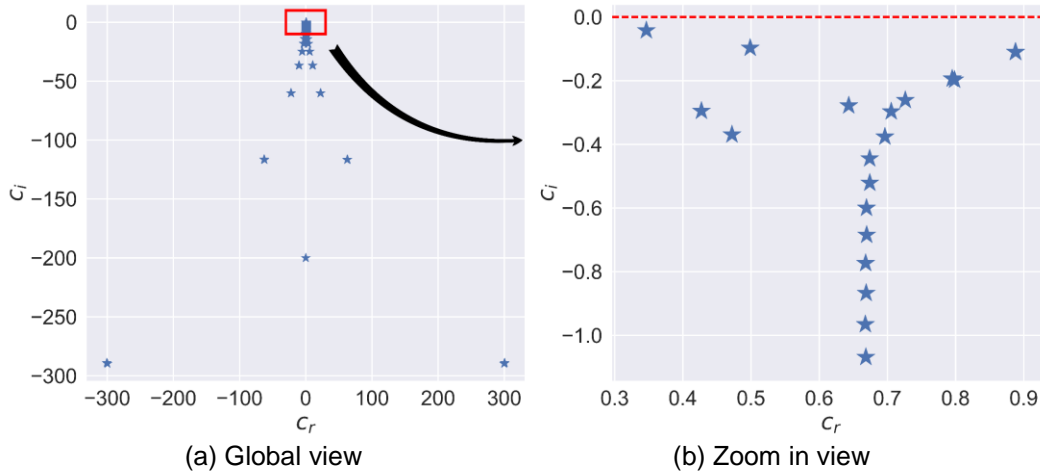 0
−50
−100
−150
−200
−250
−300
c_i
−300 −200 −100 0 100 200 300
c_r
(a) Global view
0.0
−0.2
−0.4
−0.6
−0.8
−1.0
c_i
0.3 0.4 0.5 0.6 0.7 0.8 0.9
c_r
(b) Zoom in view